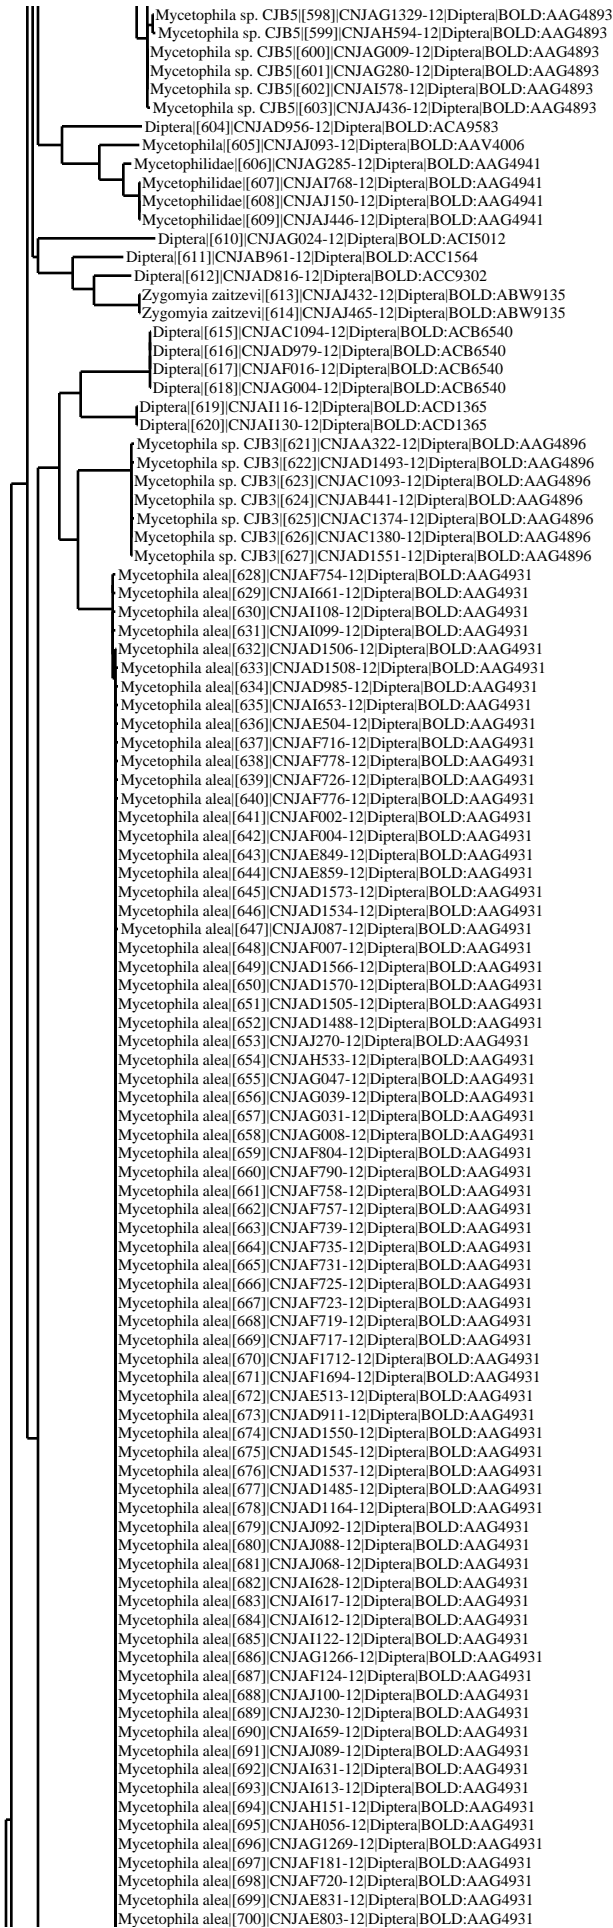 Mycetophila sp. CJB5|[598]|CNJAG1329-12|Diptera|BOLD:AAG4893
Mycetophila sp. CJB5|[599]|CNJAH594-12|Diptera|BOLD:AAG4893
Mycetophila sp. CJB5|[600]|CNJAG009-12|Diptera|BOLD:AAG4893
Mycetophila sp. CJB5|[601]|CNJAG280-12|Diptera|BOLD:AAG4893
Mycetophila sp. CJB5|[602]|CNJAI578-12|Diptera|BOLD:AAG4893
Mycetophila sp. CJB5|[603]|CNJAJ436-12|Diptera|BOLD:AAG4893
Diptera|[604]|CNJAD956-12|Diptera|BOLD:ACA9583
Mycetophila|[605]|CNJAJ093-12|Diptera|BOLD:AAV4006
Mycetophilidae|[606]|CNJAG285-12|Diptera|BOLD:AAG4941
Mycetophilidae|[607]|CNJAI768-12|Diptera|BOLD:AAG4941
Mycetophilidae|[608]|CNJAJ150-12|Diptera|BOLD:AAG4941
Mycetophilidae|[609]|CNJAJ446-12|Diptera|BOLD:AAG4941
Diptera|[610]|CNJAG024-12|Diptera|BOLD:ACI5012
Diptera|[611]|CNJAB961-12|Diptera|BOLD:ACC1564
Diptera|[612]|CNJAD816-12|Diptera|BOLD:ACC9302
Zygomyia zaitzevi|[613]|CNJAJ432-12|Diptera|BOLD:ABW9135
Zygomyia zaitzevi|[614]|CNJAJ465-12|Diptera|BOLD:ABW9135
Diptera|[615]|CNJAC1094-12|Diptera|BOLD:ACB6540
Diptera|[616]|CNJAD979-12|Diptera|BOLD:ACB6540
Diptera|[617]|CNJAF016-12|Diptera|BOLD:ACB6540
Diptera|[618]|CNJAG004-12|Diptera|BOLD:ACB6540
Diptera|[619]|CNJAI116-12|Diptera|BOLD:ACD1365
Diptera|[620]|CNJAI130-12|Diptera|BOLD:ACD1365
Mycetophila sp. CJB3|[621]|CNJAA322-12|Diptera|BOLD:AAG4896
Mycetophila sp. CJB3|[622]|CNJAD1493-12|Diptera|BOLD:AAG4896
Mycetophila sp. CJB3|[623]|CNJAC1093-12|Diptera|BOLD:AAG4896
Mycetophila sp. CJB3|[624]|CNJAB441-12|Diptera|BOLD:AAG4896
Mycetophila sp. CJB3|[625]|CNJAC1374-12|Diptera|BOLD:AAG4896
Mycetophila sp. CJB3|[626]|CNJAC1380-12|Diptera|BOLD:AAG4896
Mycetophila sp. CJB3|[627]|CNJAD1551-12|Diptera|BOLD:AAG4896
Mycetophila alea|[628]|CNJAF754-12|Diptera|BOLD:AAG4931
Mycetophila alea|[629]|CNJAI661-12|Diptera|BOLD:AAG4931
Mycetophila alea|[630]|CNJAI108-12|Diptera|BOLD:AAG4931
Mycetophila alea|[631]|CNJAI099-12|Diptera|BOLD:AAG4931
Mycetophila alea|[632]|CNJAD1506-12|Diptera|BOLD:AAG4931
Mycetophila alea|[633]|CNJAD1508-12|Diptera|BOLD:AAG4931
Mycetophila alea|[634]|CNJAD985-12|Diptera|BOLD:AAG4931
Mycetophila alea|[635]|CNJAI653-12|Diptera|BOLD:AAG4931
Mycetophila alea|[636]|CNJAE504-12|Diptera|BOLD:AAG4931
Mycetophila alea|[637]|CNJAF716-12|Diptera|BOLD:AAG4931
Mycetophila alea|[638]|CNJAF778-12|Diptera|BOLD:AAG4931
Mycetophila alea|[639]|CNJAF726-12|Diptera|BOLD:AAG4931
Mycetophila alea|[640]|CNJAF776-12|Diptera|BOLD:AAG4931
Mycetophila alea|[641]|CNJAF002-12|Diptera|BOLD:AAG4931
Mycetophila alea|[642]|CNJAF004-12|Diptera|BOLD:AAG4931
Mycetophila alea|[643]|CNJAE849-12|Diptera|BOLD:AAG4931
Mycetophila alea|[644]|CNJAE859-12|Diptera|BOLD:AAG4931
Mycetophila alea|[645]|CNJAD1573-12|Diptera|BOLD:AAG4931
Mycetophila alea|[646]|CNJAD1534-12|Diptera|BOLD:AAG4931
Mycetophila alea|[647]|CNJAJ087-12|Diptera|BOLD:AAG4931
Mycetophila alea|[648]|CNJAF007-12|Diptera|BOLD:AAG4931
Mycetophila alea|[649]|CNJAD1566-12|Diptera|BOLD:AAG4931
Mycetophila alea|[650]|CNJAD1570-12|Diptera|BOLD:AAG4931
Mycetophila alea|[651]|CNJAD1505-12|Diptera|BOLD:AAG4931
Mycetophila alea|[652]|CNJAD1488-12|Diptera|BOLD:AAG4931
Mycetophila alea|[653]|CNJAJ270-12|Diptera|BOLD:AAG4931
Mycetophila alea|[654]|CNJAH533-12|Diptera|BOLD:AAG4931
Mycetophila alea|[655]|CNJAG047-12|Diptera|BOLD:AAG4931
Mycetophila alea|[656]|CNJAG039-12|Diptera|BOLD:AAG4931
Mycetophila alea|[657]|CNJAG031-12|Diptera|BOLD:AAG4931
Mycetophila alea|[658]|CNJAG008-12|Diptera|BOLD:AAG4931
Mycetophila alea|[659]|CNJAF804-12|Diptera|BOLD:AAG4931
Mycetophila alea|[660]|CNJAF790-12|Diptera|BOLD:AAG4931
Mycetophila alea|[661]|CNJAF758-12|Diptera|BOLD:AAG4931
Mycetophila alea|[662]|CNJAF757-12|Diptera|BOLD:AAG4931
Mycetophila alea|[663]|CNJAF739-12|Diptera|BOLD:AAG4931
Mycetophila alea|[664]|CNJAF735-12|Diptera|BOLD:AAG4931
Mycetophila alea|[665]|CNJAF731-12|Diptera|BOLD:AAG4931
Mycetophila alea|[666]|CNJAF725-12|Diptera|BOLD:AAG4931
Mycetophila alea|[667]|CNJAF723-12|Diptera|BOLD:AAG4931
Mycetophila alea|[668]|CNJAF719-12|Diptera|BOLD:AAG4931
Mycetophila alea|[669]|CNJAF717-12|Diptera|BOLD:AAG4931
Mycetophila alea|[670]|CNJAF1712-12|Diptera|BOLD:AAG4931
Mycetophila alea|[671]|CNJAF1694-12|Diptera|BOLD:AAG4931
Mycetophila alea|[672]|CNJAE513-12|Diptera|BOLD:AAG4931
Mycetophila alea|[673]|CNJAD911-12|Diptera|BOLD:AAG4931
Mycetophila alea|[674]|CNJAD1550-12|Diptera|BOLD:AAG4931
Mycetophila alea|[675]|CNJAD1545-12|Diptera|BOLD:AAG4931
Mycetophila alea|[676]|CNJAD1537-12|Diptera|BOLD:AAG4931
Mycetophila alea|[677]|CNJAD1485-12|Diptera|BOLD:AAG4931
Mycetophila alea|[678]|CNJAD1164-12|Diptera|BOLD:AAG4931
Mycetophila alea|[679]|CNJAJ092-12|Diptera|BOLD:AAG4931
Mycetophila alea|[680]|CNJAJ088-12|Diptera|BOLD:AAG4931
Mycetophila alea|[681]|CNJAJ068-12|Diptera|BOLD:AAG4931
Mycetophila alea|[682]|CNJAI628-12|Diptera|BOLD:AAG4931
Mycetophila alea|[683]|CNJAI617-12|Diptera|BOLD:AAG4931
Mycetophila alea|[684]|CNJAI612-12|Diptera|BOLD:AAG4931
Mycetophila alea|[685]|CNJAI122-12|Diptera|BOLD:AAG4931
Mycetophila alea|[686]|CNJAG1266-12|Diptera|BOLD:AAG4931
Mycetophila alea|[687]|CNJAF124-12|Diptera|BOLD:AAG4931
Mycetophila alea|[688]|CNJAJ100-12|Diptera|BOLD:AAG4931
Mycetophila alea|[689]|CNJAJ230-12|Diptera|BOLD:AAG4931
Mycetophila alea|[690]|CNJAI659-12|Diptera|BOLD:AAG4931
Mycetophila alea|[691]|CNJAJ089-12|Diptera|BOLD:AAG4931
Mycetophila alea|[692]|CNJAI631-12|Diptera|BOLD:AAG4931
Mycetophila alea|[693]|CNJAI613-12|Diptera|BOLD:AAG4931
Mycetophila alea|[694]|CNJAH151-12|Diptera|BOLD:AAG4931
Mycetophila alea|[695]|CNJAH056-12|Diptera|BOLD:AAG4931
Mycetophila alea|[696]|CNJAG1269-12|Diptera|BOLD:AAG4931
Mycetophila alea|[697]|CNJAF181-12|Diptera|BOLD:AAG4931
Mycetophila alea|[698]|CNJAF720-12|Diptera|BOLD:AAG4931
Mycetophila alea|[699]|CNJAE831-12|Diptera|BOLD:AAG4931
Mycetophila alea|[700]|CNJAE803-12|Diptera|BOLD:AAG4931